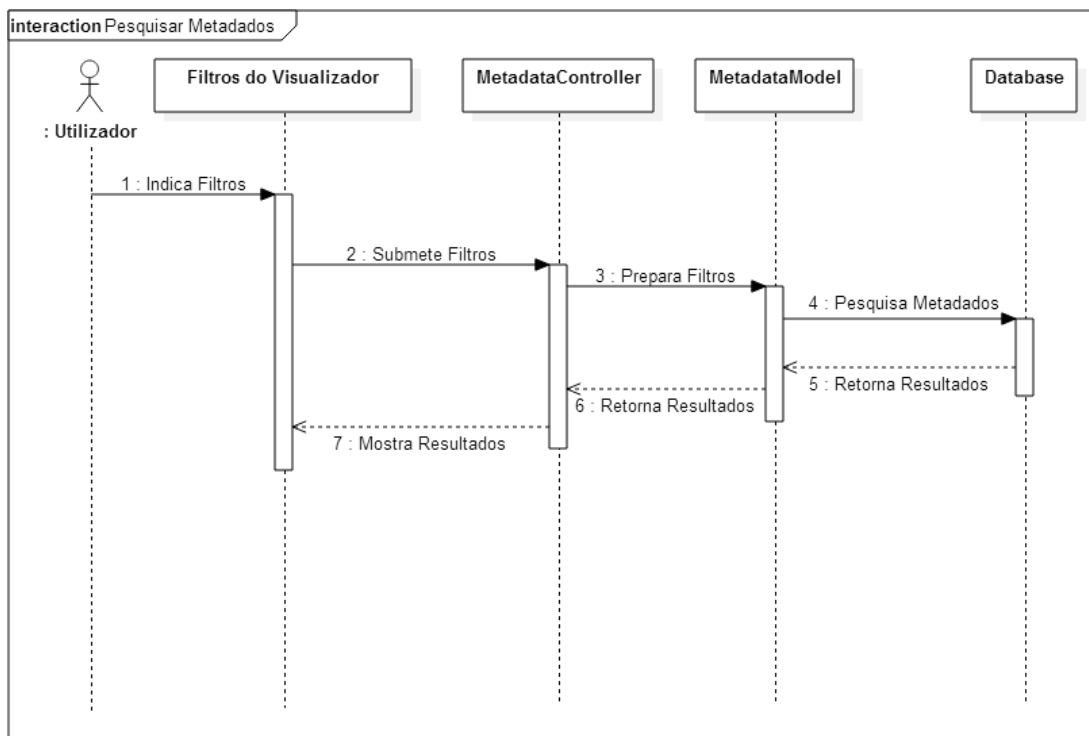 interaction Pesquisar Metadados
: Utilizador
Filtros do Visualizador
MetadataController
MetadataModel
Database
1 : Indica Filtros
2 : Submete Filtros
3 : Prepara Filtros
4 : Pesquisa Metadados
5 : Retorna Resultados
6 : Retorna Resultados
7 : Mostra Resultados